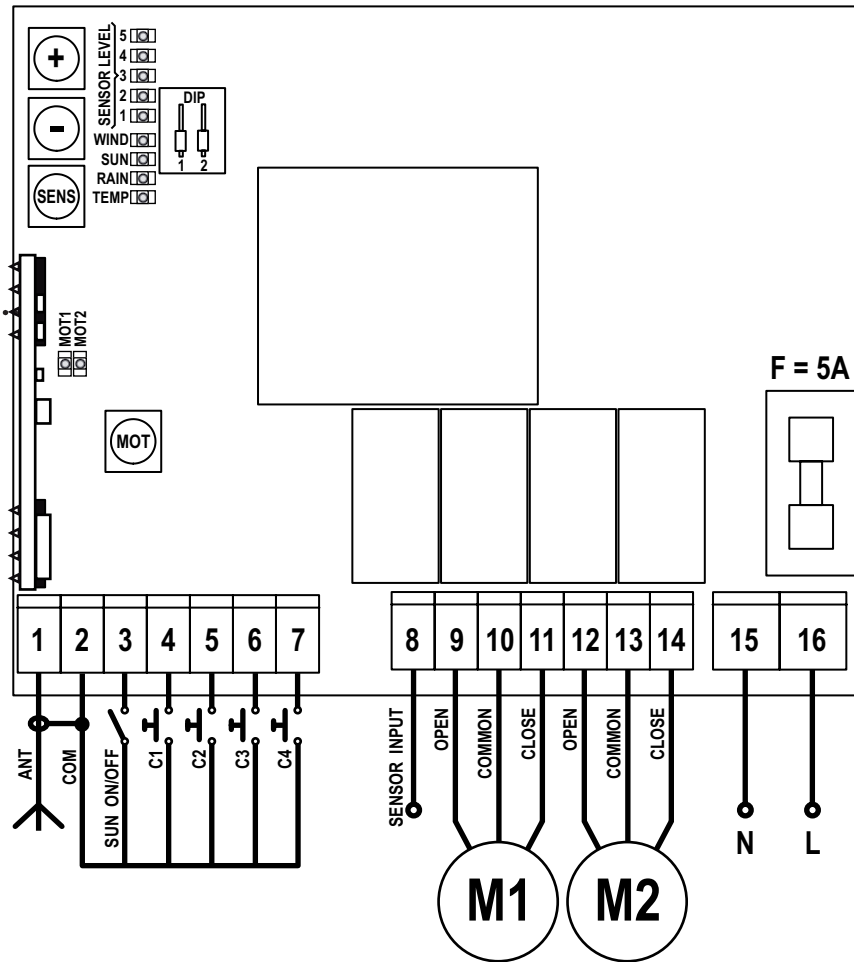 +
-
SENS
SENSOR LEVEL
5
4
3
2
1
WIND
SUN
RAIN
TEMP
DIP
1 2
MOT1
MOT2
MOT
F = 5A
1 2 3 4 5 6 7
8 9 10 11 12 13 14
15 16
ANT
COM
SUN ON/OFF
C1
C2
C3
C4
SENSOR INPUT
OPEN
COMMON
CLOSE
OPEN
COMMON
CLOSE
M1
M2
N
L